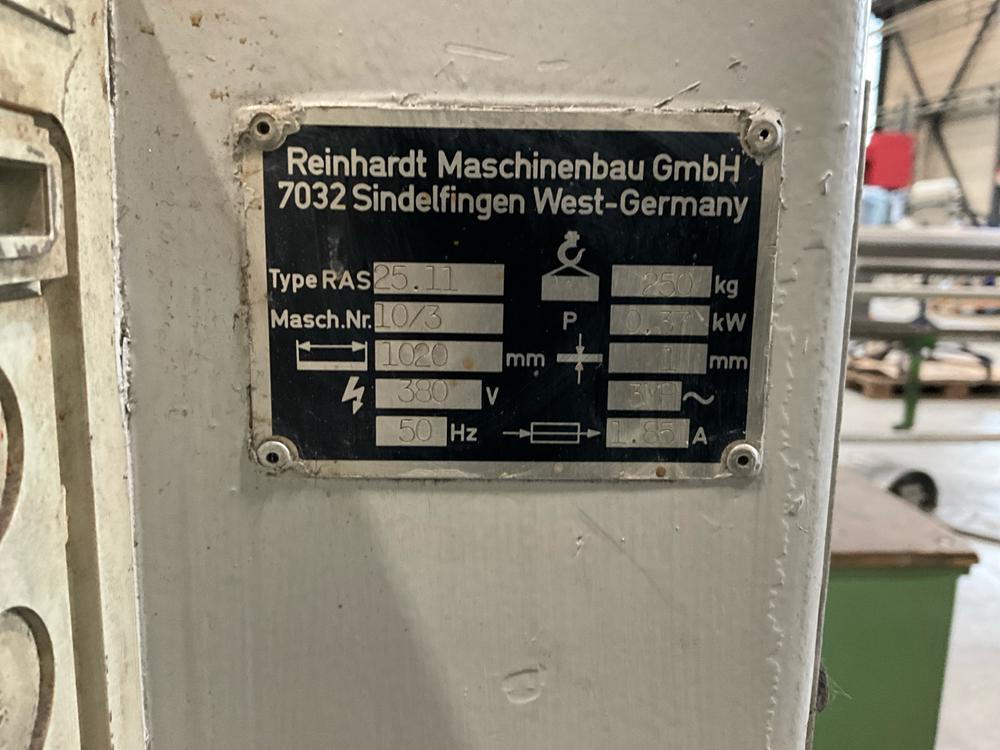 Reinhardt Maschinenbau GmbH
7032 Sindelfingen West-Germany
Type RAS 25.11 250 kg
Masch.Nr. 10/3 P 0.37 kW
1020 mm 1 mm
380 V 3 ~
50 Hz 1.85 A